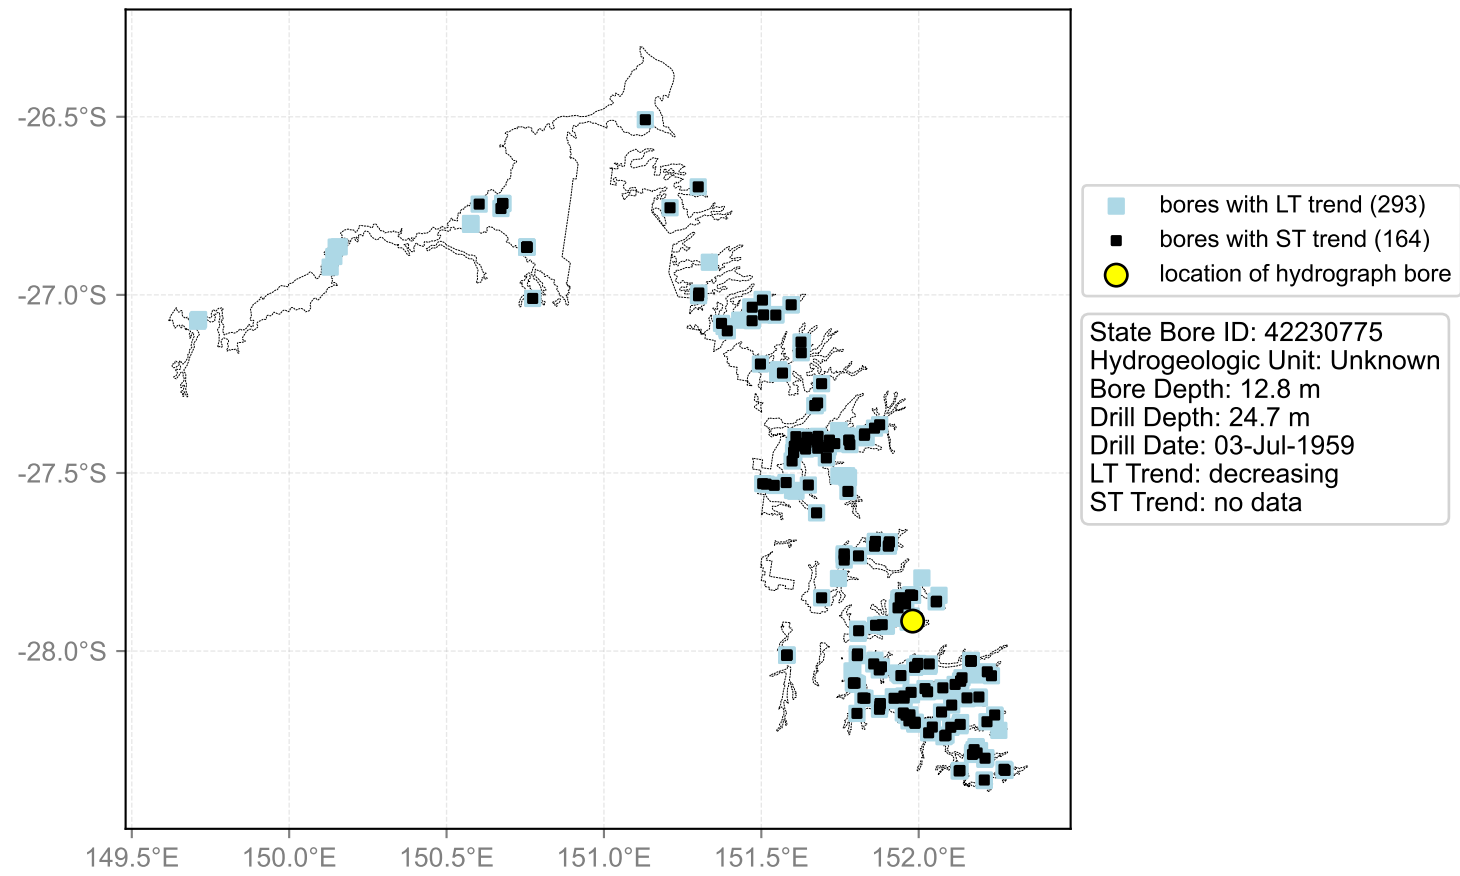 -26.5°S
-27.0°S
-27.5°S
-28.0°S
149.5°E
150.0°E
150.5°E
151.0°E
151.5°E
152.0°E
bores with LT trend (293)
bores with ST trend (164)
location of hydrograph bore
State Bore ID: 42230775
Hydrogeologic Unit: Unknown
Bore Depth: 12.8 m
Drill Depth: 24.7 m
Drill Date: 03-Jul-1959
LT Trend: decreasing
ST Trend: no data